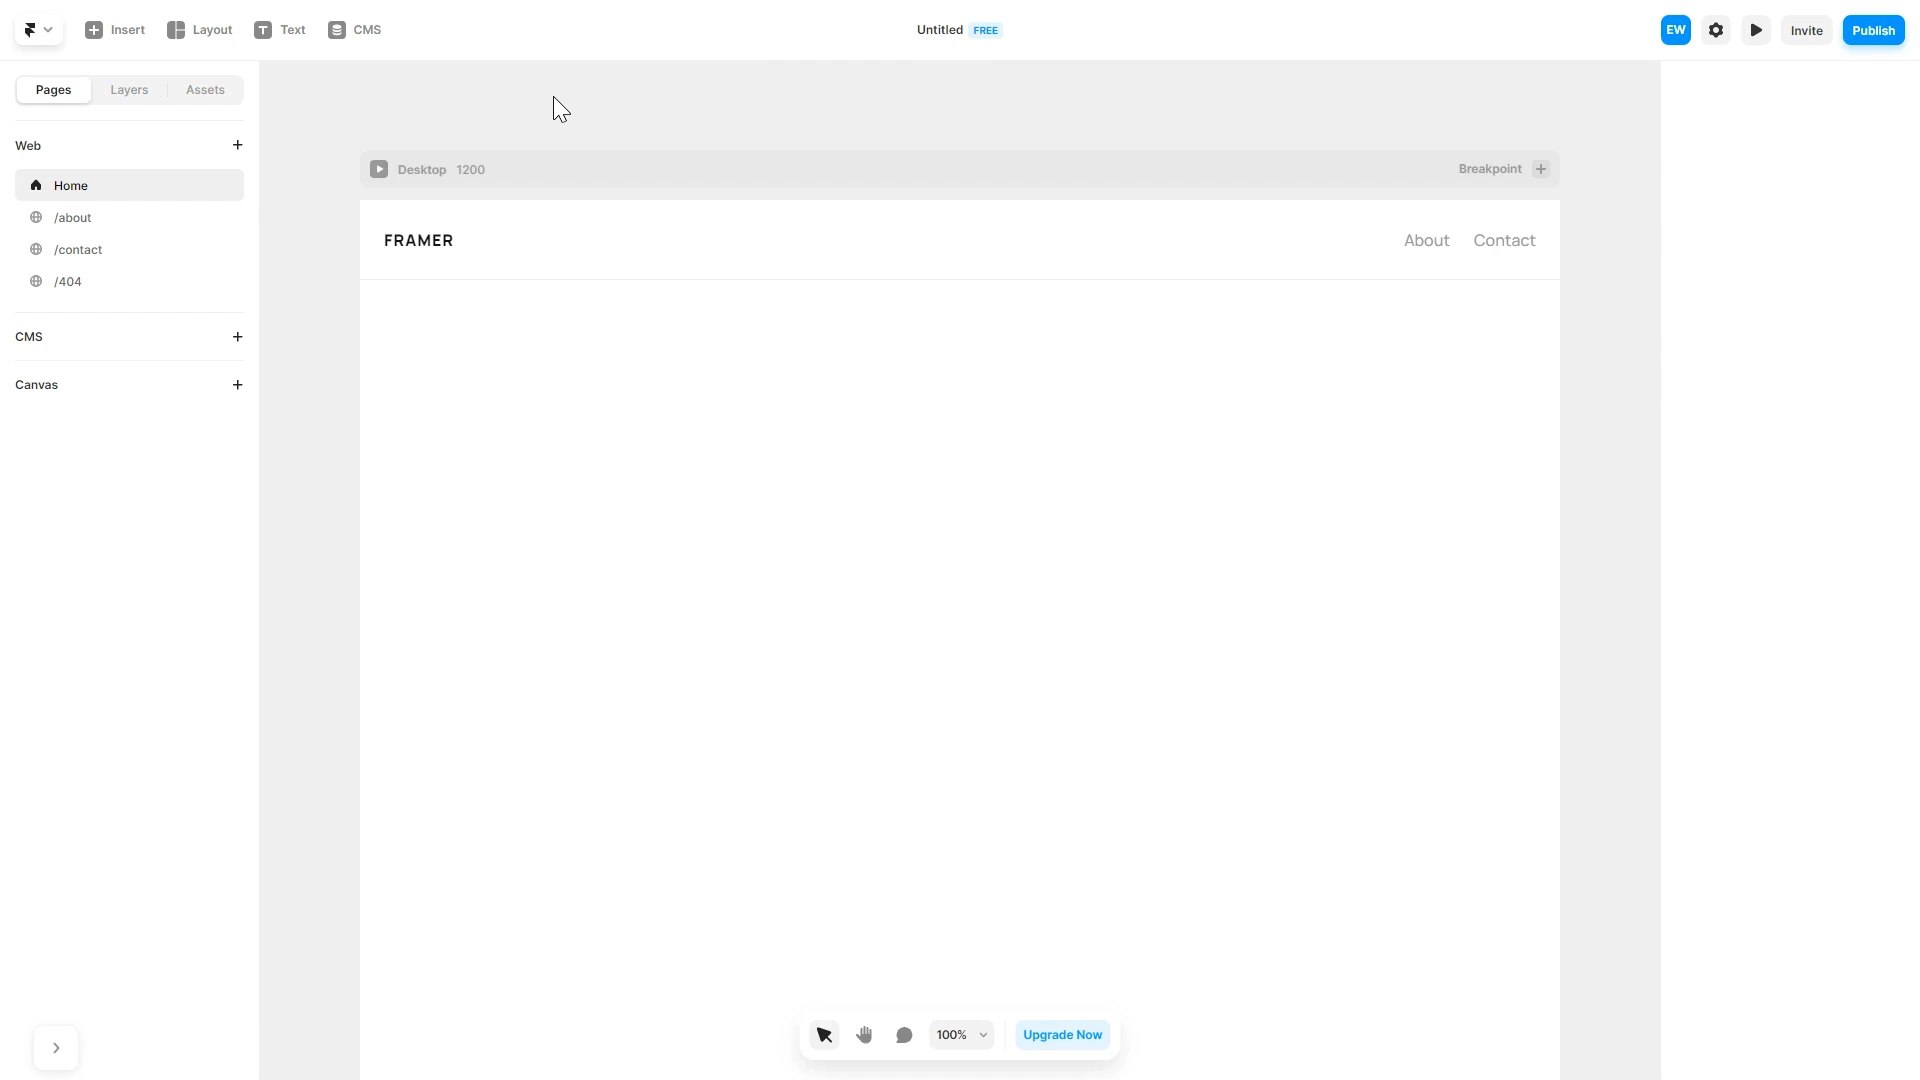 Insert Layout Text CMS Untitled FREE EW Invite Publish
Pages Layers Assets
Web
Home
/about
/contact
/404
CMS
Canvas
Desktop 1200 Breakpoint
FRAMER About Contact
100% Upgrade Now